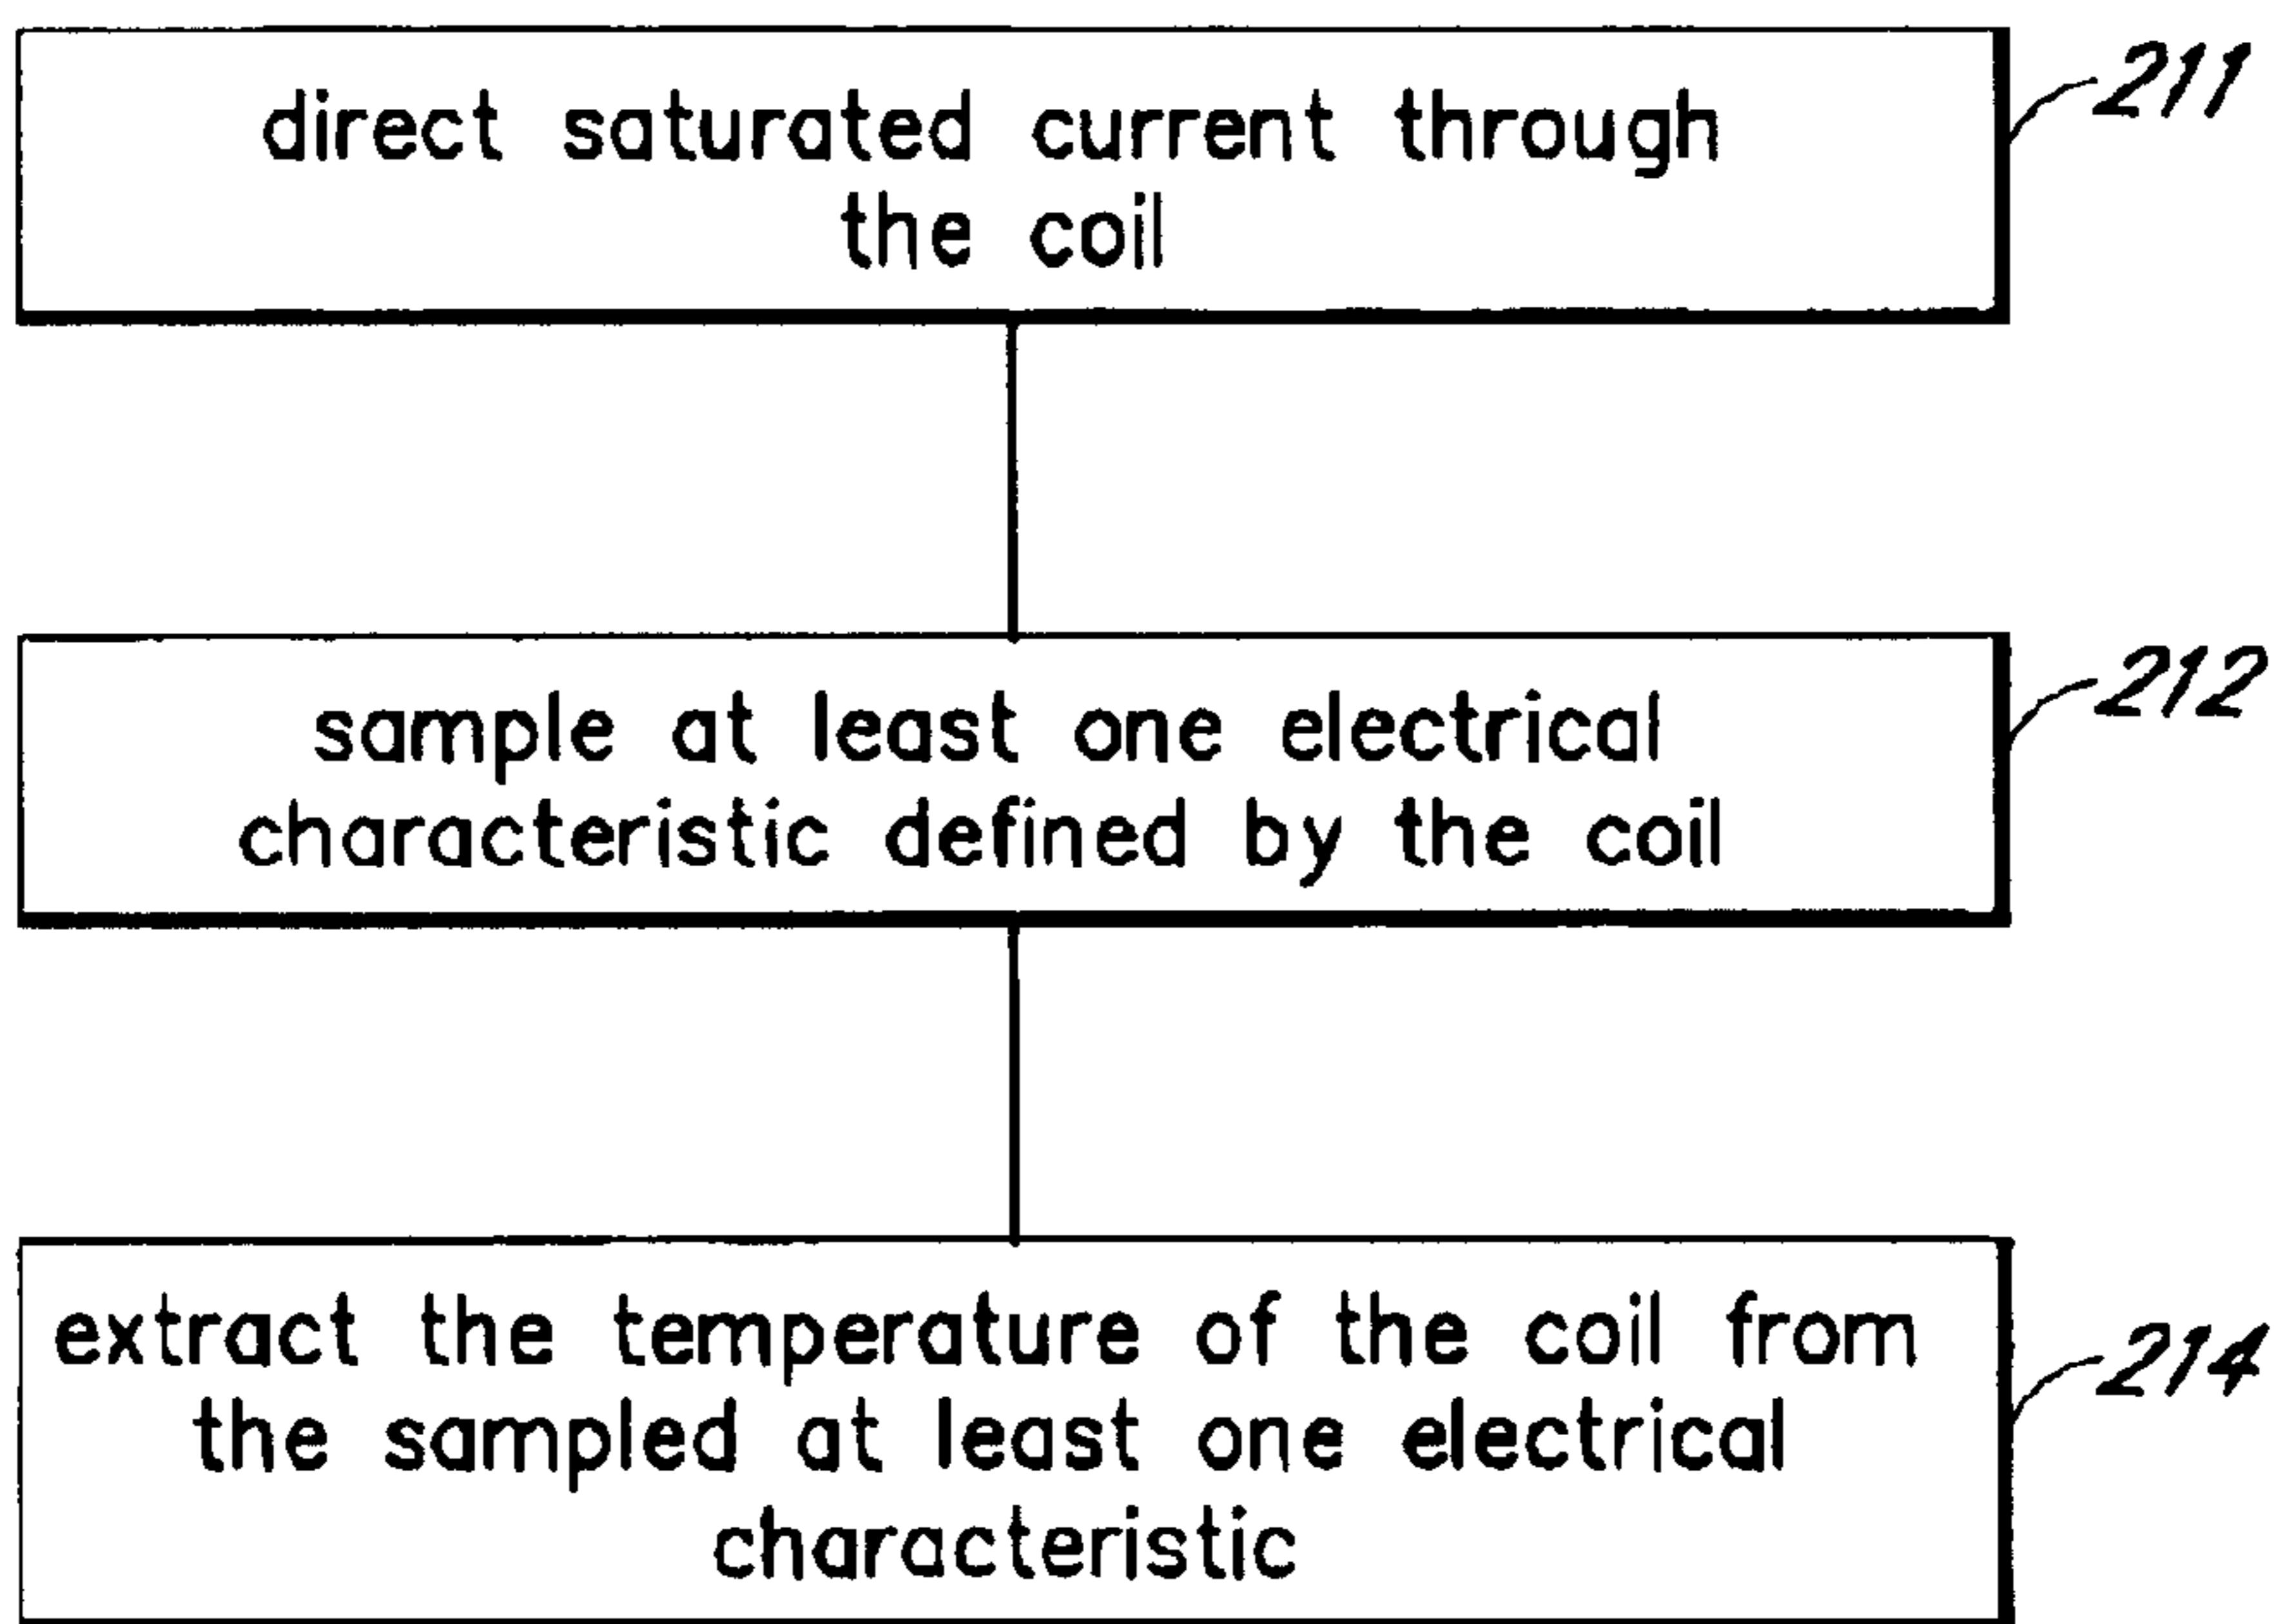 direct saturated current through
the coil
211
sample at least one electrical
characteristic defined by the coil
212
extract the temperature of the coil from
the sampled at least one electrical
characteristic
214